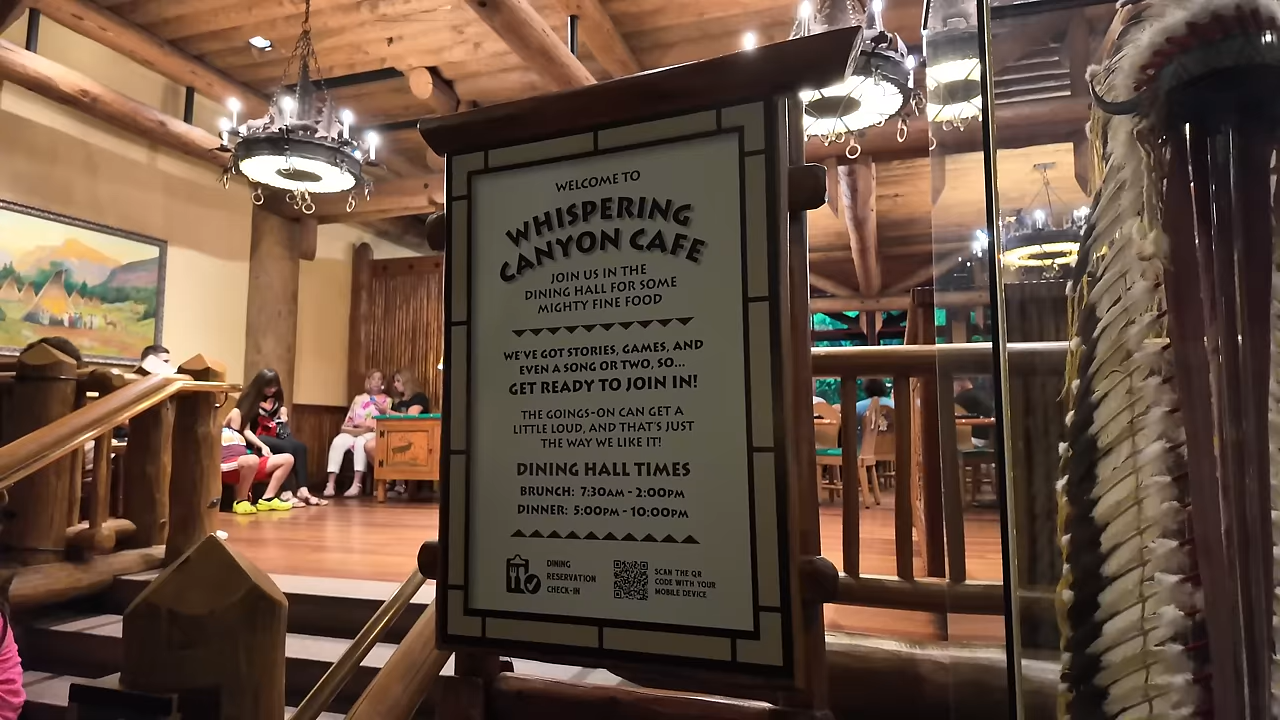 WELCOME TO
WHISPERING
CANYON CAFE
JOIN US IN THE
DINING HALL FOR SOME
MIGHTY FINE FOOD
WE'VE GOT STORIES, GAMES, AND
EVEN A SONG OR TWO, SO...
GET READY TO JOIN IN!
THE GOINGS-ON CAN GET A
LITTLE LOUD, AND THAT'S JUST
THE WAY WE LIKE IT!
DINING HALL TIMES
BRUNCH: 7:30AM - 2:00PM
DINNER: 5:00PM - 10:00PM
DINING
RESERVATION
CHECK-IN
SCAN THE QR
CODE WITH YOUR
MOBILE DEVICE